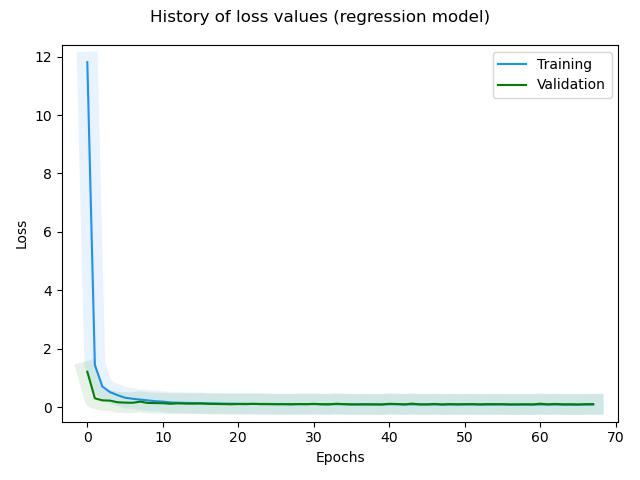 History of loss values (regression model)
Training
Validation
Loss
12
10
8
6
4
2
0
0 10 20 30 40 50 60 70
Epochs